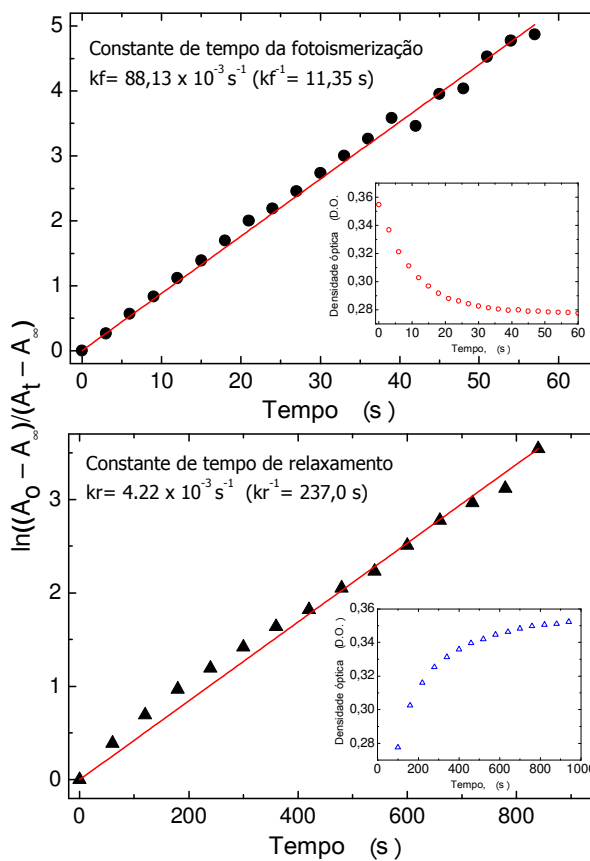 ln((A₀ – A∞)/(At – A∞)
5
4
3
2
1
0
Constante de tempo da fotoismerização
kf= 88,13 x 10⁻³ s⁻¹ (kf⁻¹= 11,35 s)
0 10 20 30 40 50 60
Tempo (s)
Densidade óptica (D.O.
0,36
0,34
0,32
0,30
0,28
0 10 20 30 40 50 60
Tempo, (s)
3
2
1
0
Constante de tempo de relaxamento
kr= 4.22 x 10⁻³ s⁻¹ (kr⁻¹= 237,0 s)
0 200 400 600 800
Tempo (s)
Densidade óptica (D.O.)
0,36
0,34
0,32
0,30
0,28
0 200 400 600 800 1000
Tempo, (s)